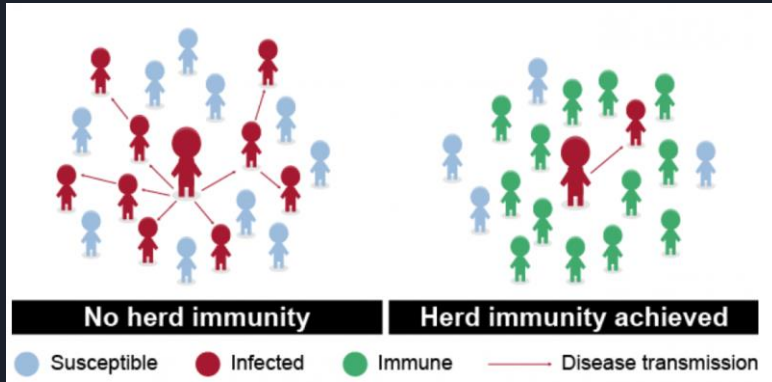 No herd immunity
Herd immunity achieved
Susceptible
Infected
Immune
Disease transmission